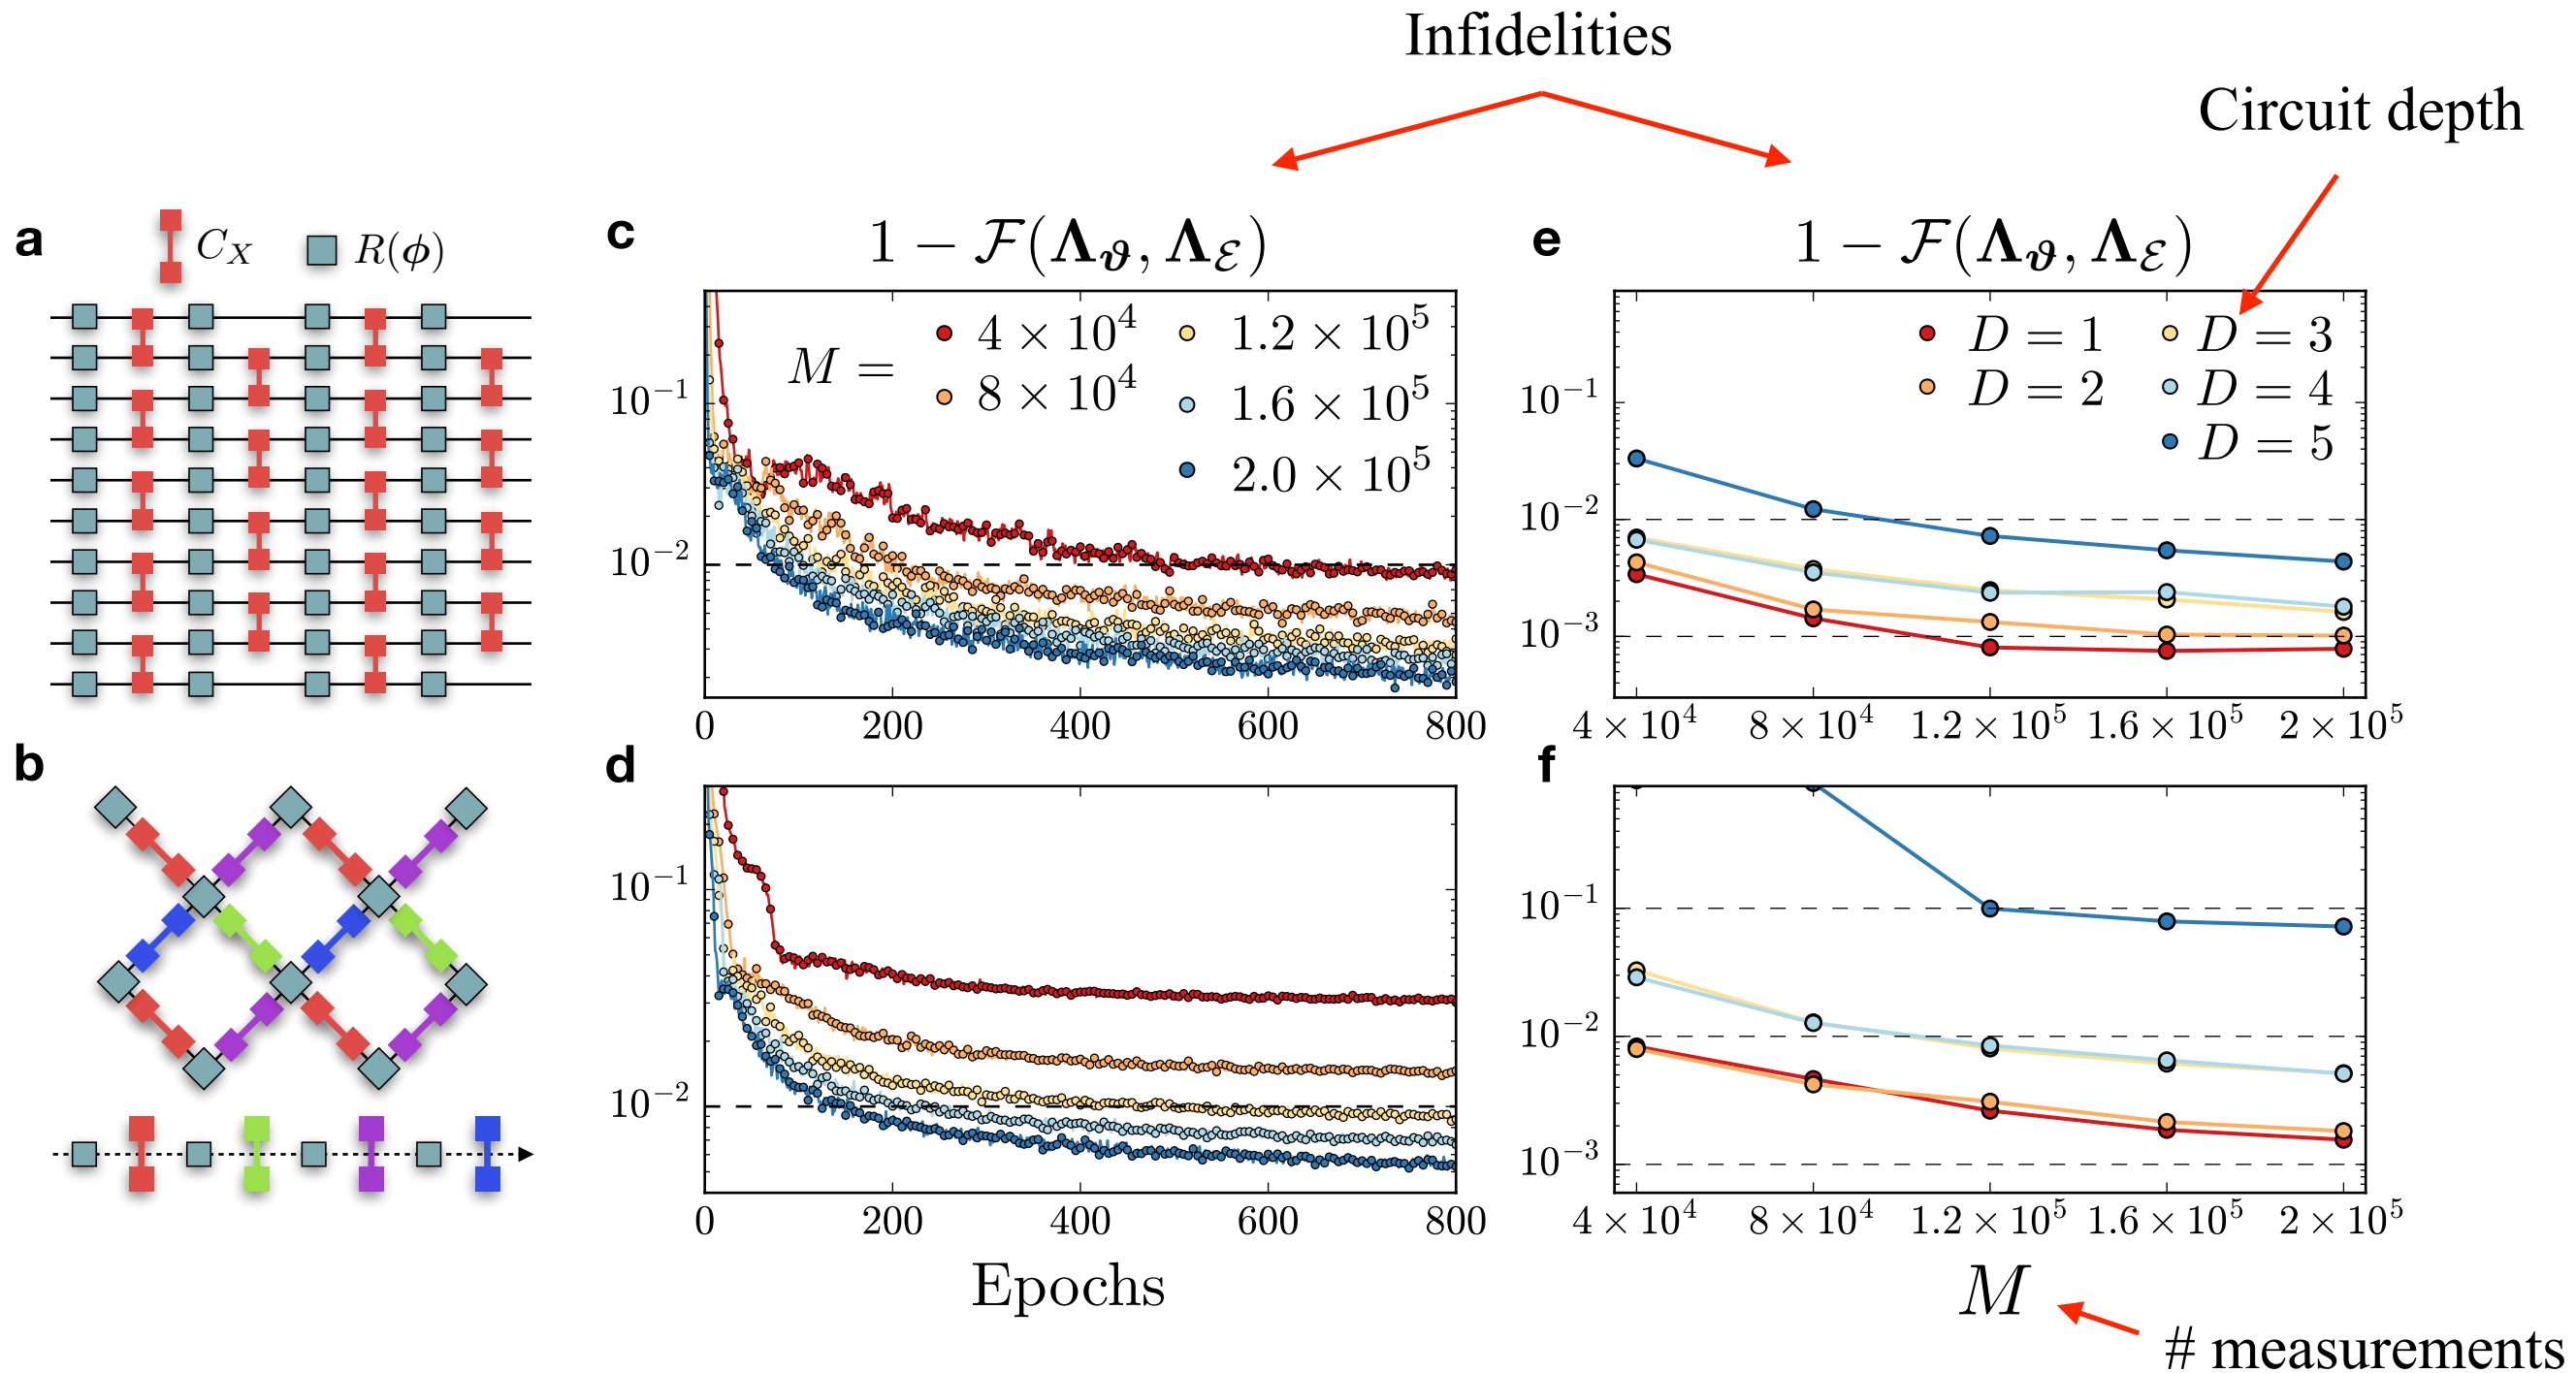 Infidelities
Circuit depth
a
C_X
R(ϕ)
b
c
1 − ℱ(Λ_ϑ, Λ_ℰ)
M =
4 × 10^4
8 × 10^4
1.2 × 10^5
1.6 × 10^5
2.0 × 10^5
10^−1
10^−2
0 200 400 600 800
d
10^−1
10^−2
0 200 400 600 800
Epochs
e
1 − ℱ(Λ_ϑ, Λ_ℰ)
D = 1
D = 2
D = 3
D = 4
D = 5
10^−1
10^−2
10^−3
4 × 10^4 8 × 10^4 1.2 × 10^5 1.6 × 10^5 2 × 10^5
f
10^−1
10^−2
10^−3
4 × 10^4 8 × 10^4 1.2 × 10^5 1.6 × 10^5 2 × 10^5
M
# measurements